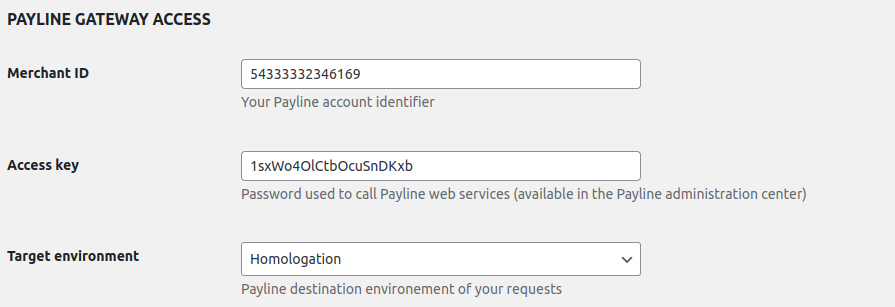 PAYLINE GATEWAY ACCESS
Merchant ID
54333332346169
Your Payline account identifier
Access key
1sxWo4OlCtbOcuSnDKxb
Password used to call Payline web services (available in the Payline administration center)
Target environment
Homologation
Payline destination environement of your requests